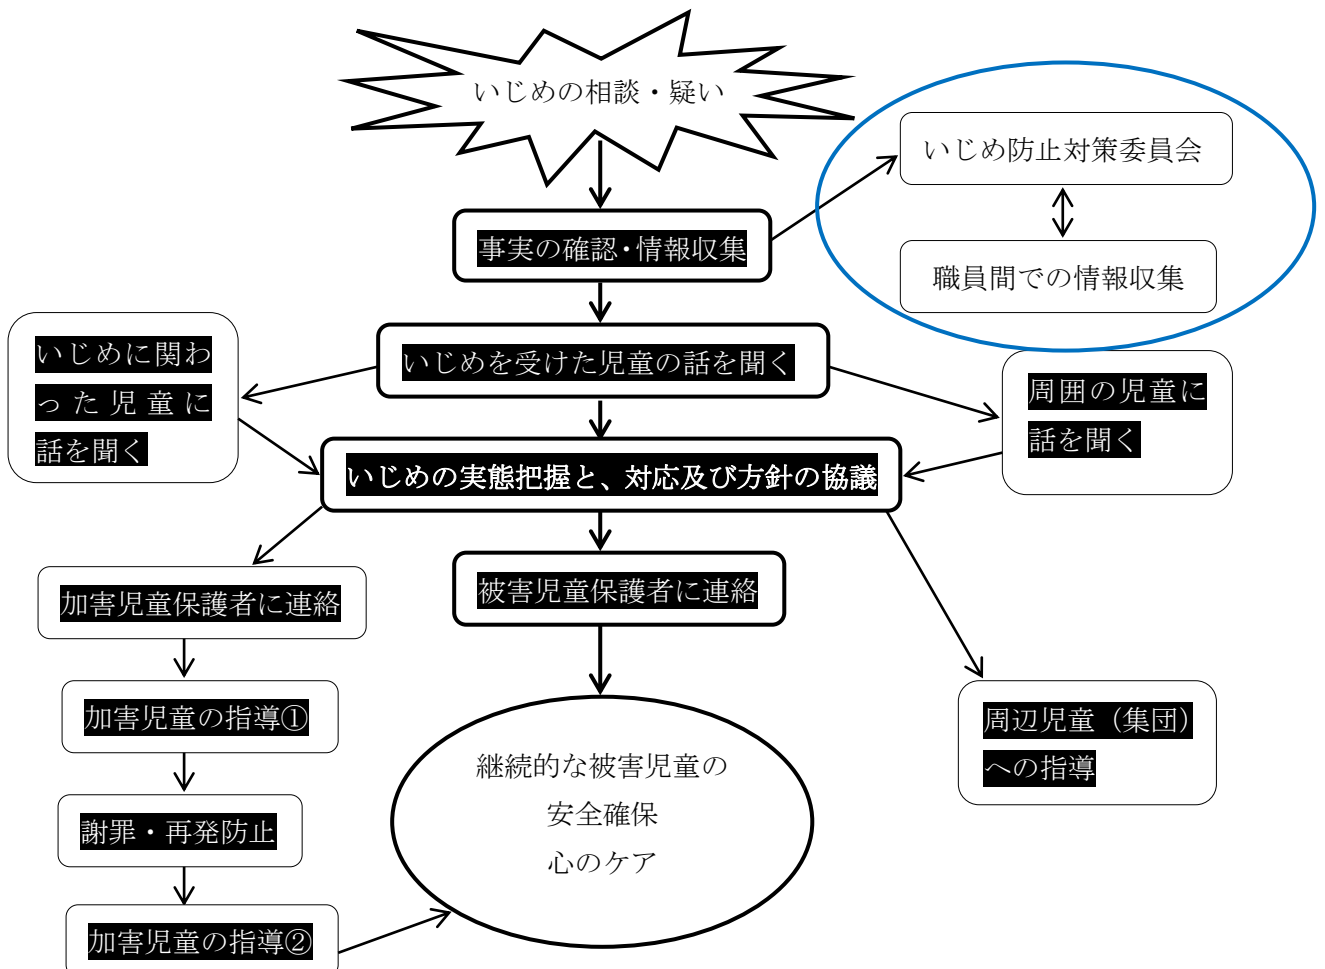 いじめの相談・疑い
いじめ防止対策委員会
事実の確認・情報収集
職員間での情報収集
いじめを受けた児童の話を聞く
いじめに関わ
った児童に
話を聞く
周囲の児童に
話を聞く
いじめの実態把握と、対応及び方針の協議
加害児童保護者に連絡
被害児童保護者に連絡
加害児童の指導①
周辺児童（集団）
への指導
継続的な被害児童の
安全確保
心のケア
謝罪・再発防止
加害児童の指導②